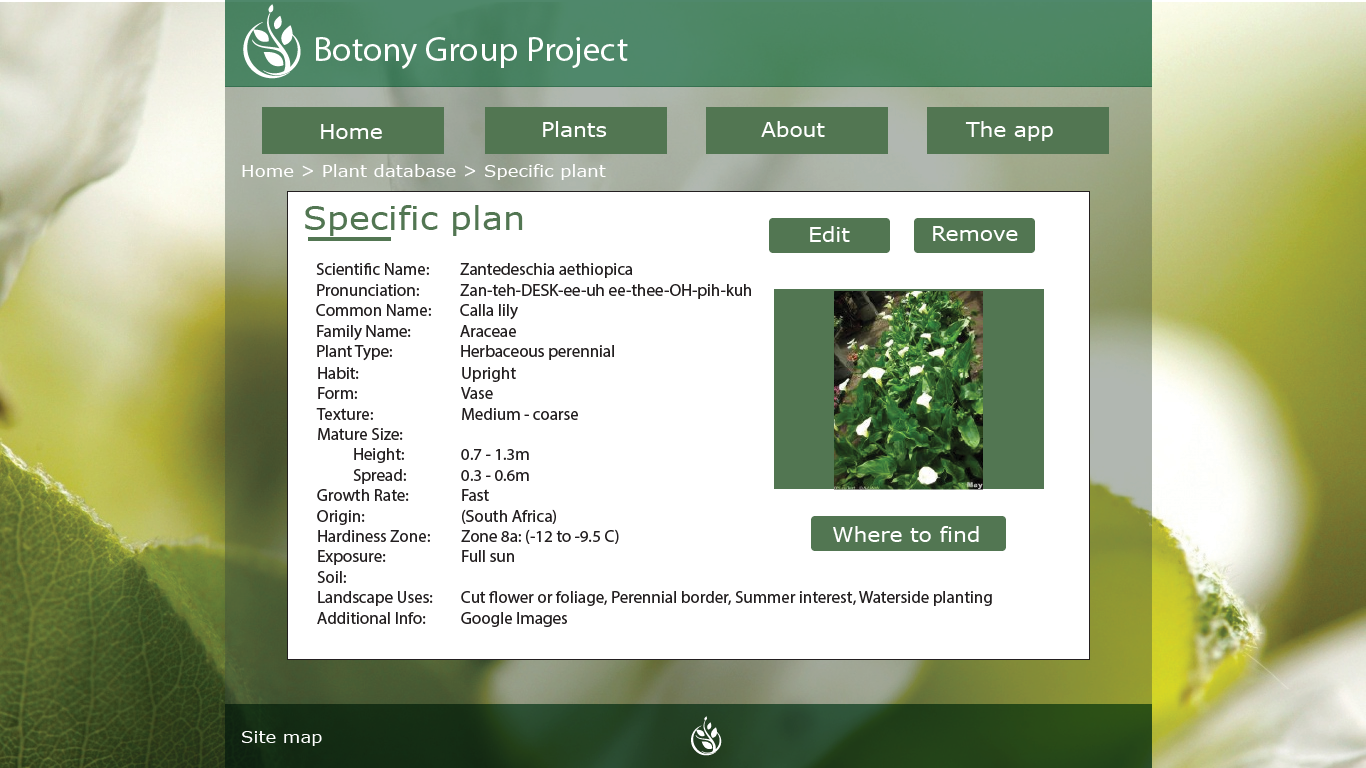 Botony Group Project
Home Plants About The app
Home > Plant database > Specific plant
Specific plan
Edit Remove
Scientific Name: Zantedeschia aethiopica
Pronunciation: Zan-teh-DESK-ee-uh ee-thee-OH-pih-kuh
Common Name: Calla lily
Family Name: Araceae
Plant Type: Herbaceous perennial
Habit: Upright
Form: Vase
Texture: Medium - coarse
Mature Size:
Height: 0.7 - 1.3m
Spread: 0.3 - 0.6m
Growth Rate: Fast
Origin: (South Africa)
Hardiness Zone: Zone 8a: (-12 to -9.5 C)
Exposure: Full sun
Soil:
Landscape Uses: Cut flower or foliage, Perennial border, Summer interest, Waterside planting
Additional Info: Google Images
May
Where to find
Site map